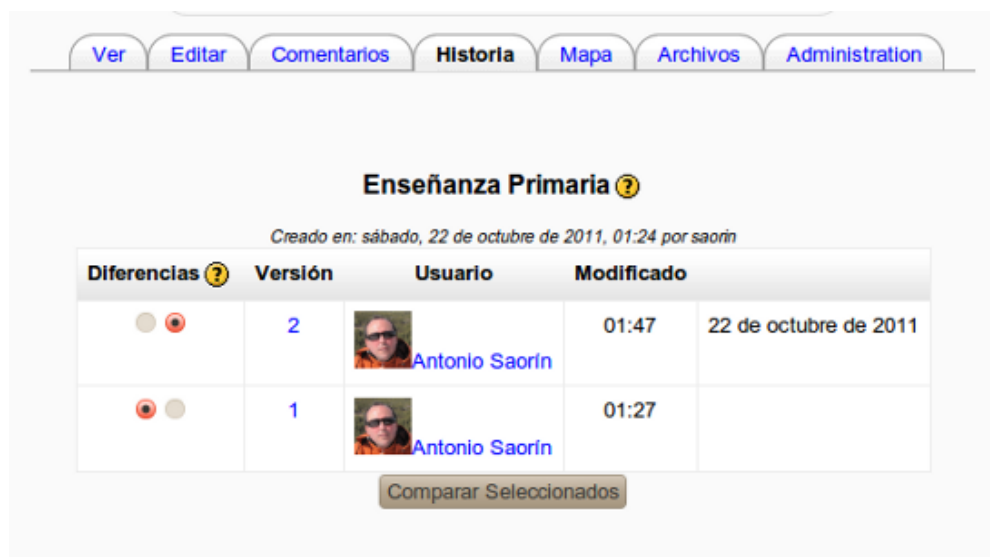 Ver Editar Comentarios Historia Mapa Archivos Administration
Enseñanza Primaria ?
Creado en: sábado, 22 de octubre de 2011, 01:24 por saorin
Diferencias ? Versión Usuario Modificado
2 Antonio Saorín 01:47 22 de octubre de 2011
1 Antonio Saorín 01:27
Comparar Seleccionados